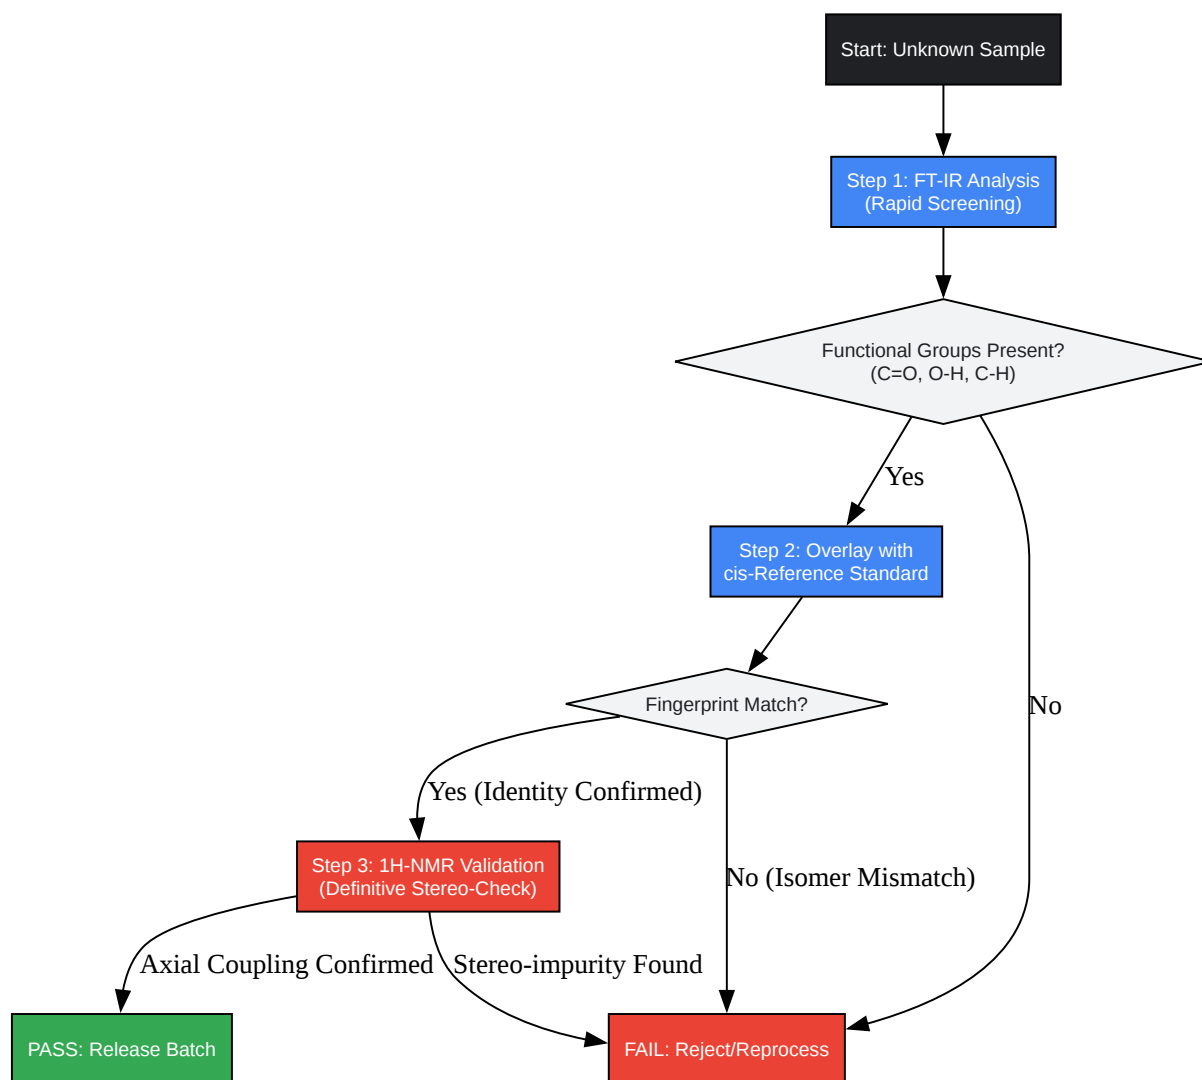 Start: Unknown Sample
Step 1: FT-IR Analysis
(Rapid Screening)
Functional Groups Present?
(C=O, O-H, C-H)
Yes
Step 2: Overlay with
cis-Reference Standard
No
Fingerprint Match?
Yes (Identity Confirmed)
Step 3: 1H-NMR Validation
(Definitive Stereo-Check)
No (Isomer Mismatch)
Axial Coupling Confirmed
Stereo-impurity Found
PASS: Release Batch
FAIL: Reject/Reprocess